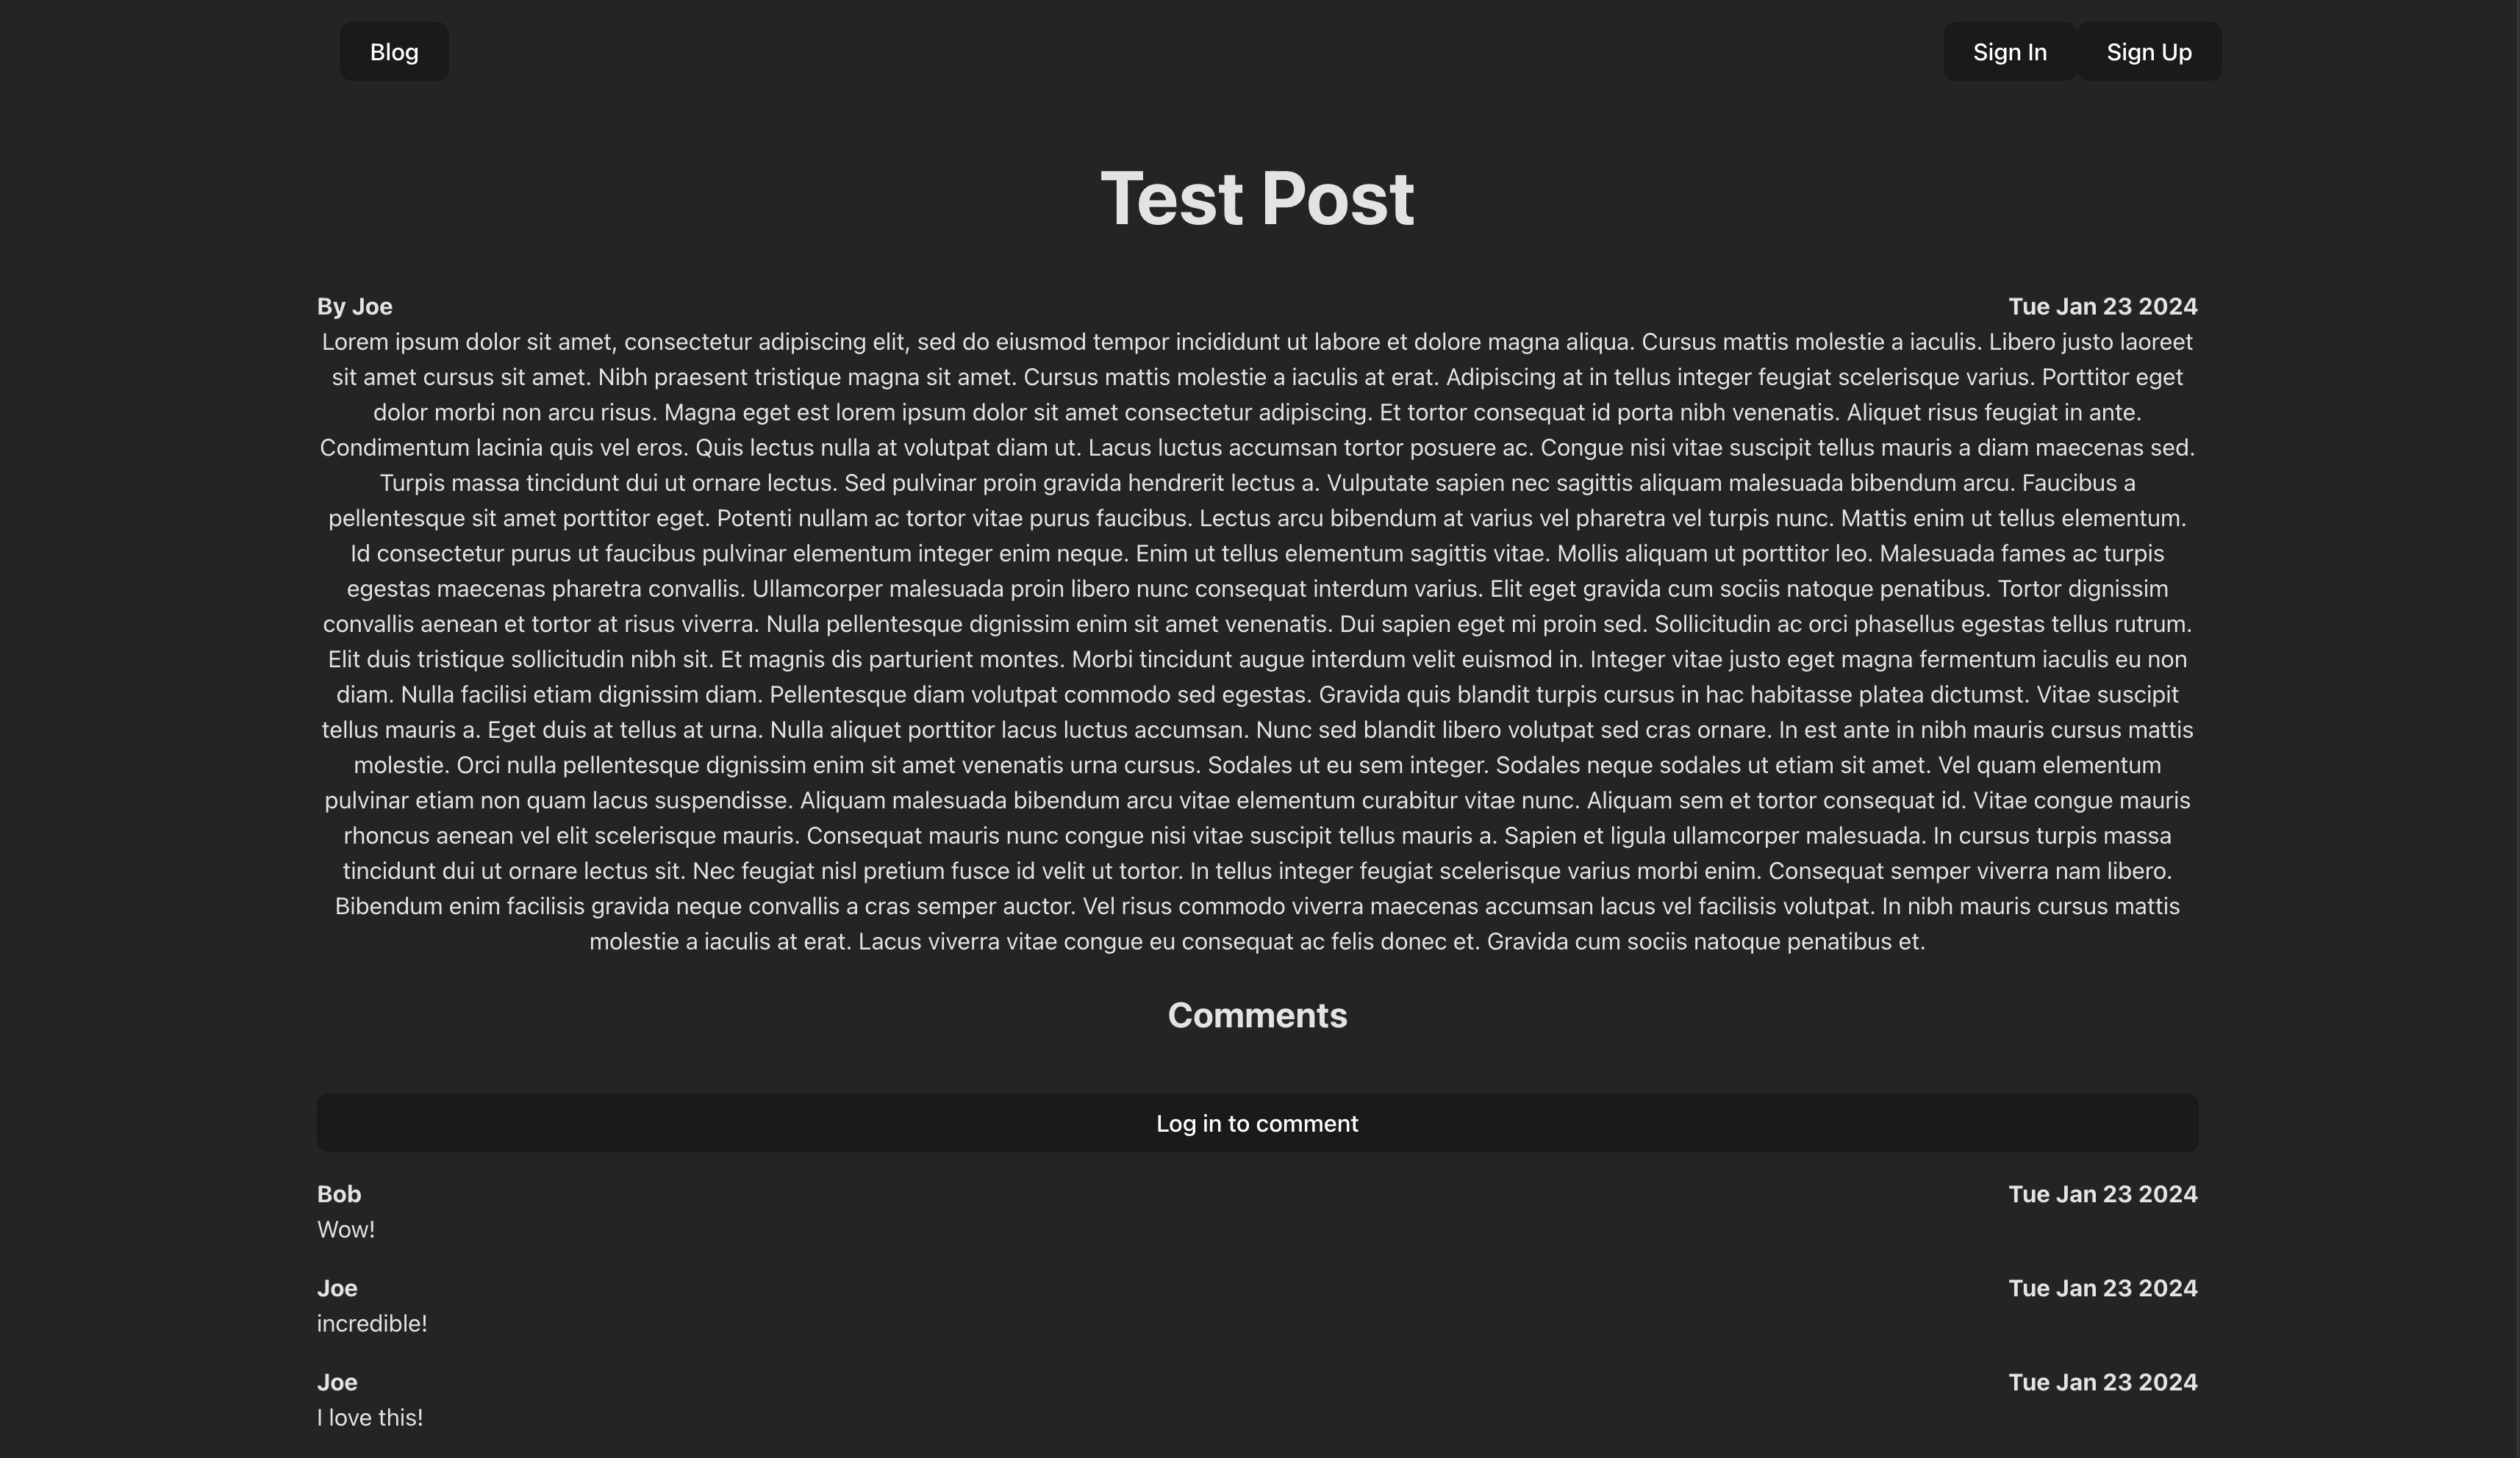 Blog
Sign In
Sign Up
Test Post
By Joe
Tue Jan 23 2024
Lorem ipsum dolor sit amet, consectetur adipiscing elit, sed do eiusmod tempor incididunt ut labore et dolore magna aliqua. Cursus mattis molestie a iaculis. Libero justo laoreet
sit amet cursus sit amet. Nibh praesent tristique magna sit amet. Cursus mattis molestie a iaculis at erat. Adipiscing at in tellus integer feugiat scelerisque varius. Porttitor eget
dolor morbi non arcu risus. Magna eget est lorem ipsum dolor sit amet consectetur adipiscing. Et tortor consequat id porta nibh venenatis. Aliquet risus feugiat in ante.
Condimentum lacinia quis vel eros. Quis lectus nulla at volutpat diam ut. Lacus luctus accumsan tortor posuere ac. Congue nisi vitae suscipit tellus mauris a diam maecenas sed.
Turpis massa tincidunt dui ut ornare lectus. Sed pulvinar proin gravida hendrerit lectus a. Vulputate sapien nec sagittis aliquam malesuada bibendum arcu. Faucibus a
pellentesque sit amet porttitor eget. Potenti nullam ac tortor vitae purus faucibus. Lectus arcu bibendum at varius vel pharetra vel turpis nunc. Mattis enim ut tellus elementum.
Id consectetur purus ut faucibus pulvinar elementum integer enim neque. Enim ut tellus elementum sagittis vitae. Mollis aliquam ut porttitor leo. Malesuada fames ac turpis
egestas maecenas pharetra convallis. Ullamcorper malesuada proin libero nunc consequat interdum varius. Elit eget gravida cum sociis natoque penatibus. Tortor dignissim
convallis aenean et tortor at risus viverra. Nulla pellentesque dignissim enim sit amet venenatis. Dui sapien eget mi proin sed. Sollicitudin ac orci phasellus egestas tellus rutrum.
Elit duis tristique sollicitudin nibh sit. Et magnis dis parturient montes. Morbi tincidunt augue interdum velit euismod in. Integer vitae justo eget magna fermentum iaculis eu non
diam. Nulla facilisi etiam dignissim diam. Pellentesque diam volutpat commodo sed egestas. Gravida quis blandit turpis cursus in hac habitasse platea dictumst. Vitae suscipit
tellus mauris a. Eget duis at tellus at urna. Nulla aliquet porttitor lacus luctus accumsan. Nunc sed blandit libero volutpat sed cras ornare. In est ante in nibh mauris cursus mattis
molestie. Orci nulla pellentesque dignissim enim sit amet venenatis urna cursus. Sodales ut eu sem integer. Sodales neque sodales ut etiam sit amet. Vel quam elementum
pulvinar etiam non quam lacus suspendisse. Aliquam malesuada bibendum arcu vitae elementum curabitur vitae nunc. Aliquam sem et tortor consequat id. Vitae congue mauris
rhoncus aenean vel elit scelerisque mauris. Consequat mauris nunc congue nisi vitae suscipit tellus mauris a. Sapien et ligula ullamcorper malesuada. In cursus turpis massa
tincidunt dui ut ornare lectus sit. Nec feugiat nisl pretium fusce id velit ut tortor. In tellus integer feugiat scelerisque varius morbi enim. Consequat semper viverra nam libero.
Bibendum enim facilisis gravida neque convallis a cras semper auctor. Vel risus commodo viverra maecenas accumsan lacus vel facilisis volutpat. In nibh mauris cursus mattis
molestie a iaculis at erat. Lacus viverra vitae congue eu consequat ac felis donec et. Gravida cum sociis natoque penatibus et.
Comments
Log in to comment
Bob
Tue Jan 23 2024
Wow!
Joe
Tue Jan 23 2024
incredible!
Joe
Tue Jan 23 2024
I love this!